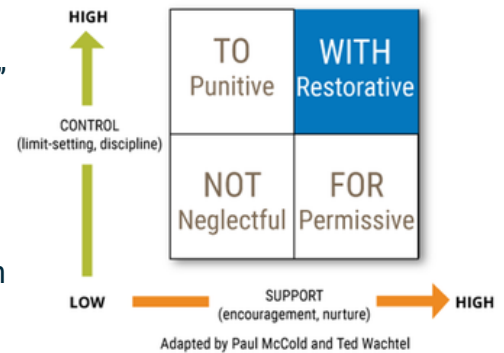 HIGH
”
CONTROL
(limit-setting, discipline)
TO
Punitive
WITH
Restorative
NOT
Neglectful
FOR
Permissive
LOW
SUPPORT
(encouragement, nurture)
HIGH
Adapted by Paul McCold and Ted Wachtel